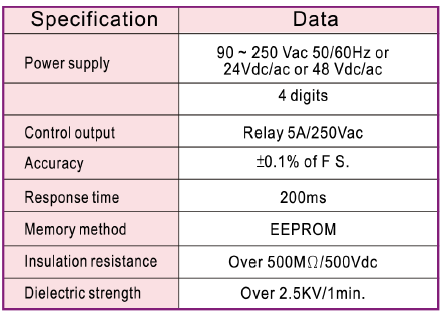 Specification Data
Power supply 90 ~ 250 Vac 50/60Hz or
24Vdc/ac or 48 Vdc/ac
4 digits
Control output Relay 5A/250Vac
Accuracy ±0.1% of F S.
Response time 200ms
Memory method EEPROM
Insulation resistance Over 500MΩ/500Vdc
Dielectric strength Over 2.5KV/1min.